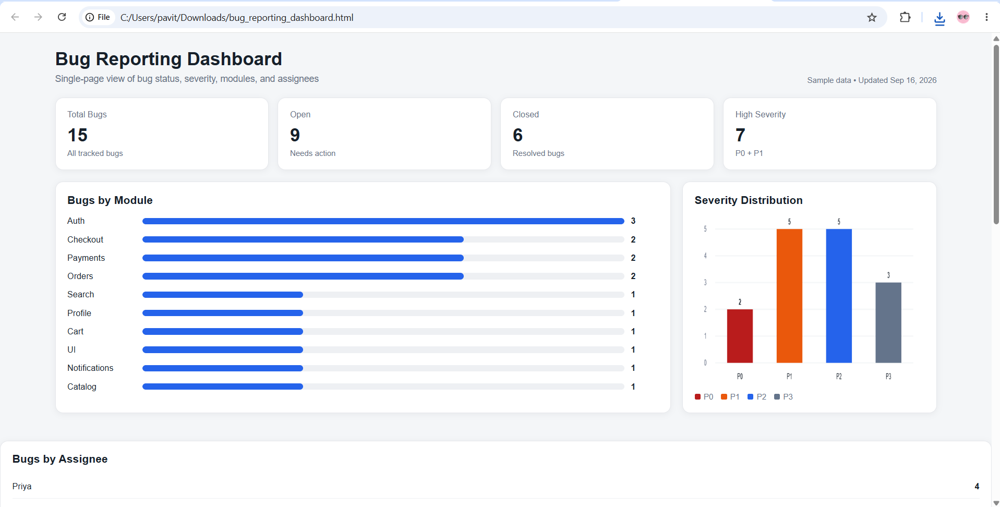 File
C:/Users/pavit/Downloads/bug_reporting_dashboard.html
Bug Reporting Dashboard
Single-page view of bug status, severity, modules, and assignees
Sample data • Updated Sep 16, 2026
Total Bugs
15
All tracked bugs
Open
9
Needs action
Closed
6
Resolved bugs
High Severity
7
P0 + P1
Bugs by Module
Auth 3
Checkout 2
Payments 2
Orders 2
Search 1
Profile 1
Cart 1
UI 1
Notifications 1
Catalog 1
Severity Distribution
5 5
5
4
3
3
2
2
1
0
P0 P1 P2 P3
P0 P1 P2 P3
Bugs by Assignee
Priya 4